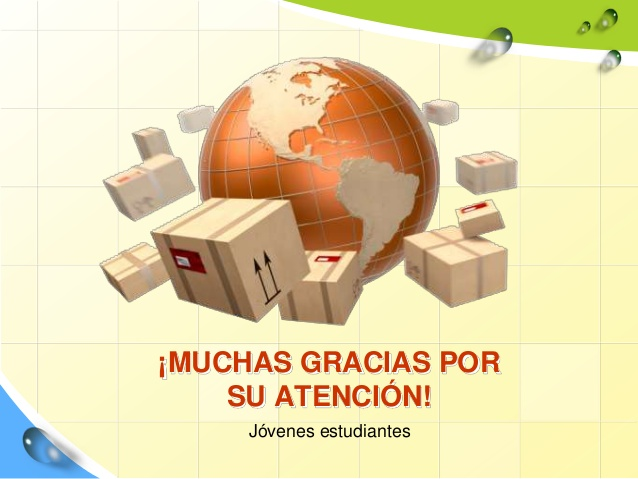 ¡MUCHAS GRACIAS POR
SU ATENCIÓN!
Jóvenes estudiantes